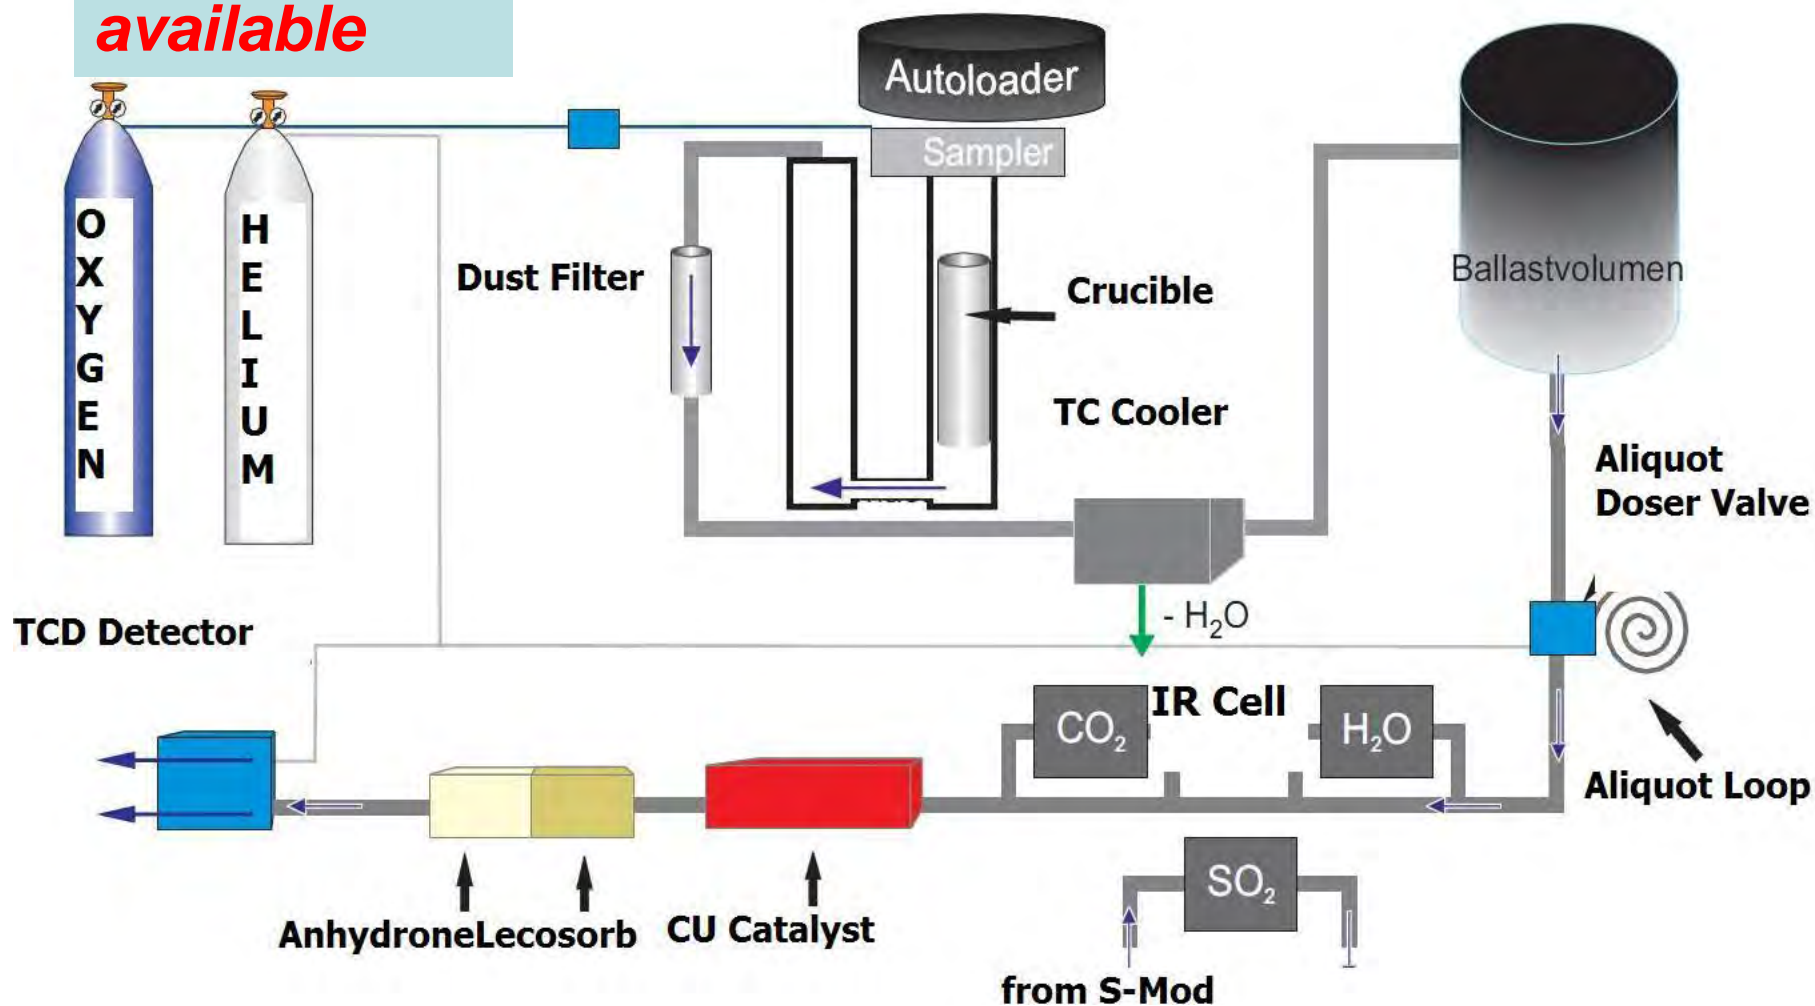 available
Autoloader
Sampler
OXYGEN
HELIUM
Dust Filter
Crucible
Ballastvolumen
TC Cooler
Aliquot
Doser Valve
- H₂O
TCD Detector
IR Cell
CO₂
H₂O
Aliquot Loop
SO₂
AnhydroneLecosorb
CU Catalyst
from S-Mod